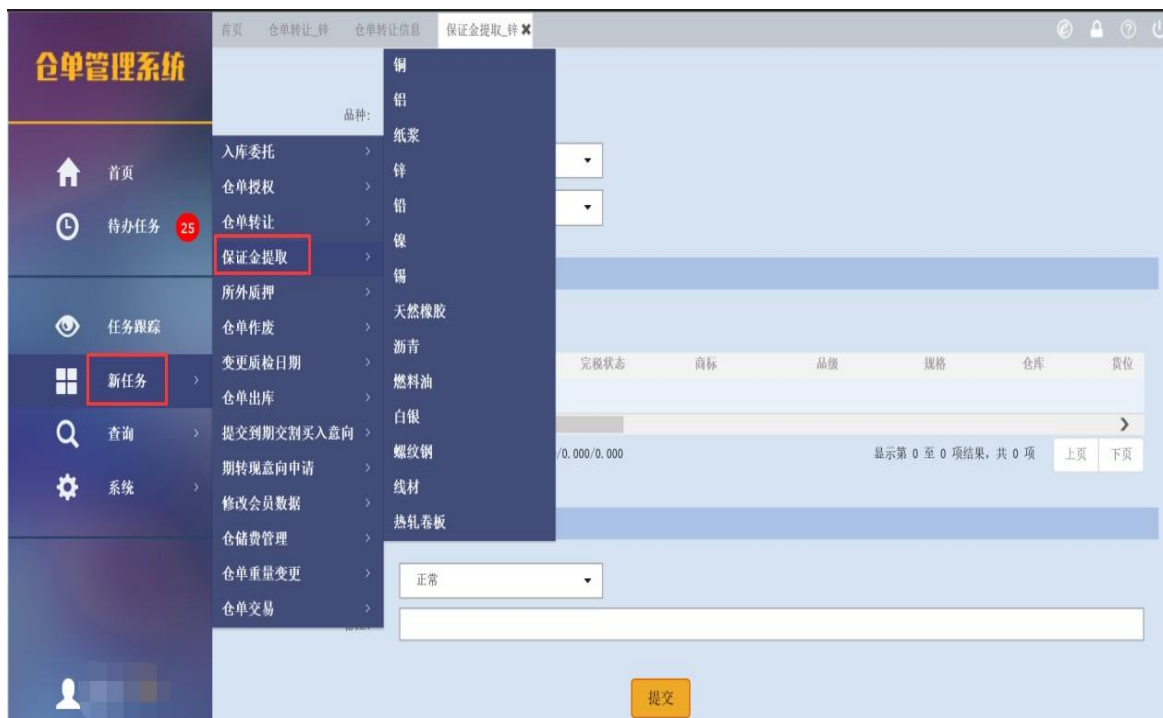 仓单管理系统
首页
待办任务 25
任务跟踪
新任务
查询
系统
首页 仓单转让_锌 仓单转让信息 保证金提取_锌
品种:
入库委托
仓单授权
仓单转让
保证金提取
所外质押
仓单作废
变更质检日期
仓单出库
提交到期交割买入意向
期转现意向申请
修改会员数据
仓储费管理
仓单重量变更
仓单交易
铜
铝
纸浆
锌
铅
镍
锡
天然橡胶
沥青
燃料油
白银
螺纹钢
线材
热轧卷板
完税状态 商标 品级 规格 仓库 货位
/0.000/0.000 显示第 0 至 0 项结果，共 0 项 上页 下页
正常
提交